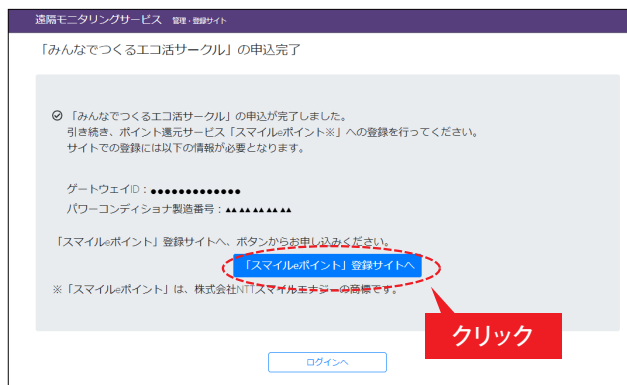 遠隔モニタリングサービス 管理・登録サイト
「みんなでつくるエコ活サークル」の申込完了
「みんなでつくるエコ活サークル」の申込が完了しました。
引き続き、ポイント還元サービス「スマイルeポイント※」への登録を行ってください。
サイトでの登録には以下の情報が必要となります。
ゲートウェイID：●●●●●●●●●●●●●
パワーコンディショナ製造番号：▲▲ ▲▲ ▲▲ ▲▲ ▲▲
「スマイルeポイント」登録サイトへ、ボタンからお申し込みください。
「スマイルeポイント」登録サイトへ
※「スマイルeポイント」は、株式会社NTTスマイルエナジーの商標です。
クリック
ログインへ